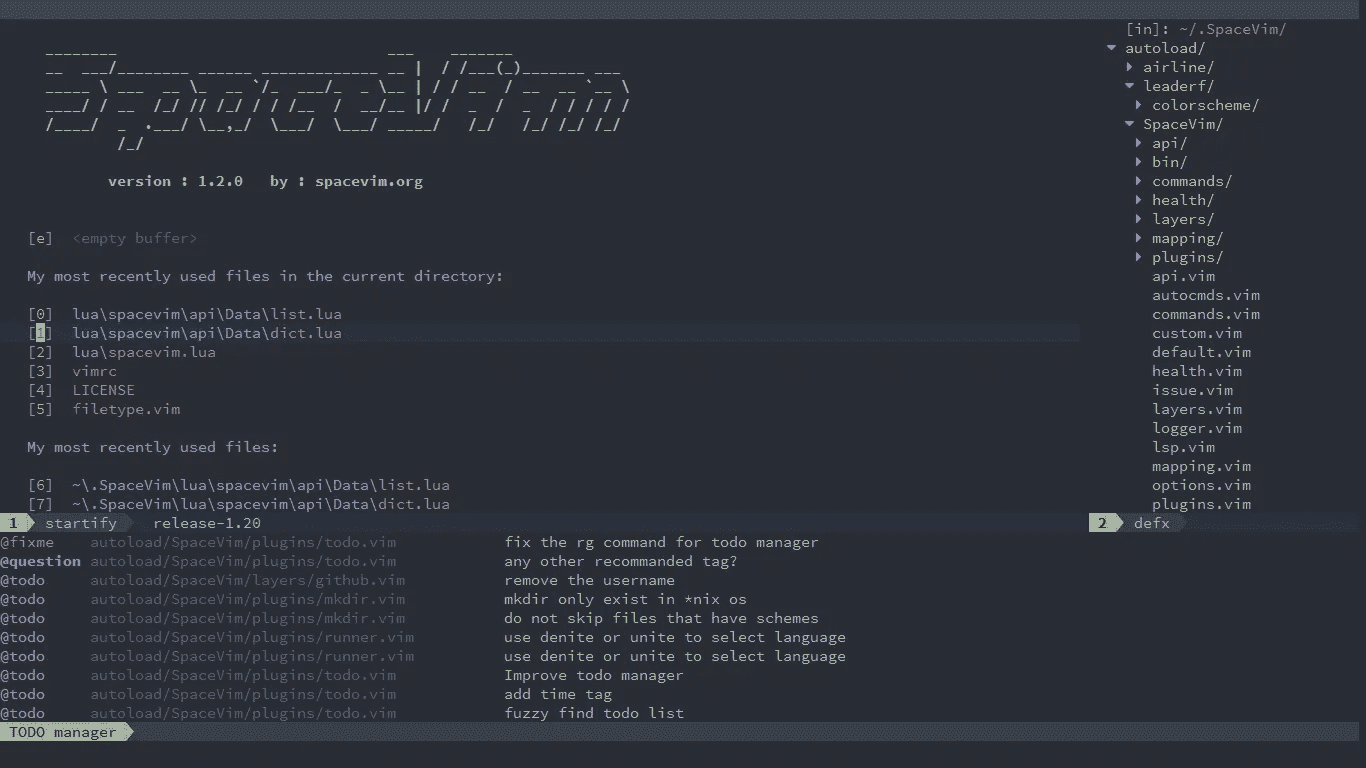 ________                                 ___    _______
__  ___/________ ______ _____________ __ |  / /___(_)_______ ___
_____ \ ___  __ \_  __ `/_  ___/_  _ \__ | / / __  / __  __ `__ \
____/ / __  /_/ // /_/ / / /__  /  __/__ |/ /  _  /  _  / / / / /
/____/  _  .___/ \__,_/  \___/  \___/ _____/   /_/   /_/ /_/ /_/
        /_/
version : 1.2.0   by : spacevim.org
[e]  <empty buffer>
My most recently used files in the current directory:
[0]  lua\spacevim\api\Data\list.lua
[1]  lua\spacevim\api\Data\dict.lua
[2]  lua\spacevim.lua
[3]  vimrc
[4]  LICENSE
[5]  filetype.vim
My most recently used files:
[6]  ~\.SpaceVim\lua\spacevim\api\Data\list.lua
[7]  ~\.SpaceVim\lua\spacevim\api\Data\dict.lua
1  startify    release-1.20
[in]: ~/.SpaceVim/
autoload/
airline/
leaderf/
colorscheme/
SpaceVim/
api/
bin/
commands/
health/
layers/
mapping/
plugins/
api.vim
autocmds.vim
commands.vim
custom.vim
default.vim
health.vim
issue.vim
layers.vim
logger.vim
lsp.vim
mapping.vim
options.vim
plugins.vim
2  defx
@fixme    autoload/SpaceVim/plugins/todo.vim            fix the rg command for todo manager
@question autoload/SpaceVim/plugins/todo.vim            any other recommanded tag?
@todo     autoload/SpaceVim/layers/github.vim           remove the username
@todo     autoload/SpaceVim/plugins/mkdir.vim           mkdir only exist in *nix os
@todo     autoload/SpaceVim/plugins/mkdir.vim           do not skip files that have schemes
@todo     autoload/SpaceVim/plugins/runner.vim          use denite or unite to select language
@todo     autoload/SpaceVim/plugins/runner.vim          use denite or unite to select language
@todo     autoload/SpaceVim/plugins/todo.vim            Improve todo manager
@todo     autoload/SpaceVim/plugins/todo.vim            add time tag
@todo     autoload/SpaceVim/plugins/todo.vim            fuzzy find todo list
TODO manager